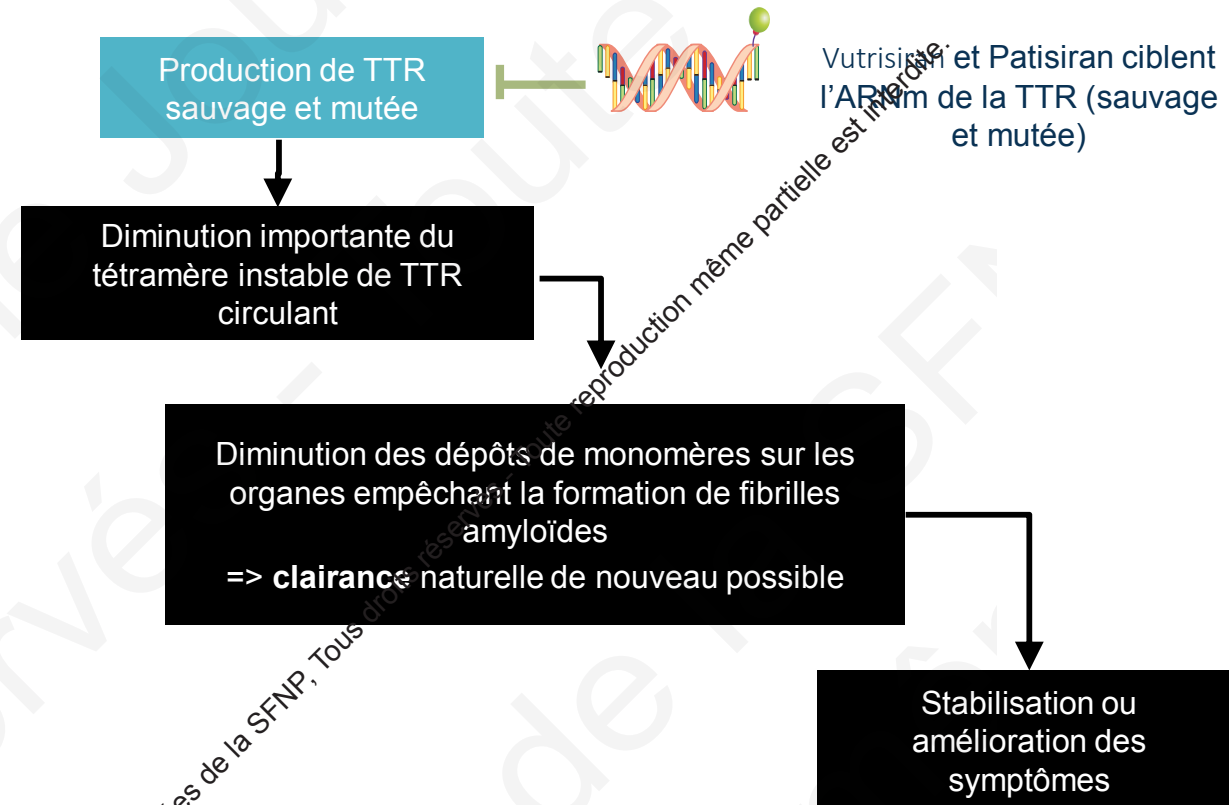 Production de TTR
sauvage et mutée
Vutrisiran et Patisiran ciblent
l'ARNm de la TTR (sauvage
et mutée)
Diminution importante du
tétramère instable de TTR
circulant
Diminution des dépôts de monomères sur les
organes empêchant la formation de fibrilles
amyloïdes
=> clairance naturelle de nouveau possible
Stabilisation ou
amélioration des
symptômes
de la SFNP, Tous droits réservés - Toute reproduction même partielle est interdite.